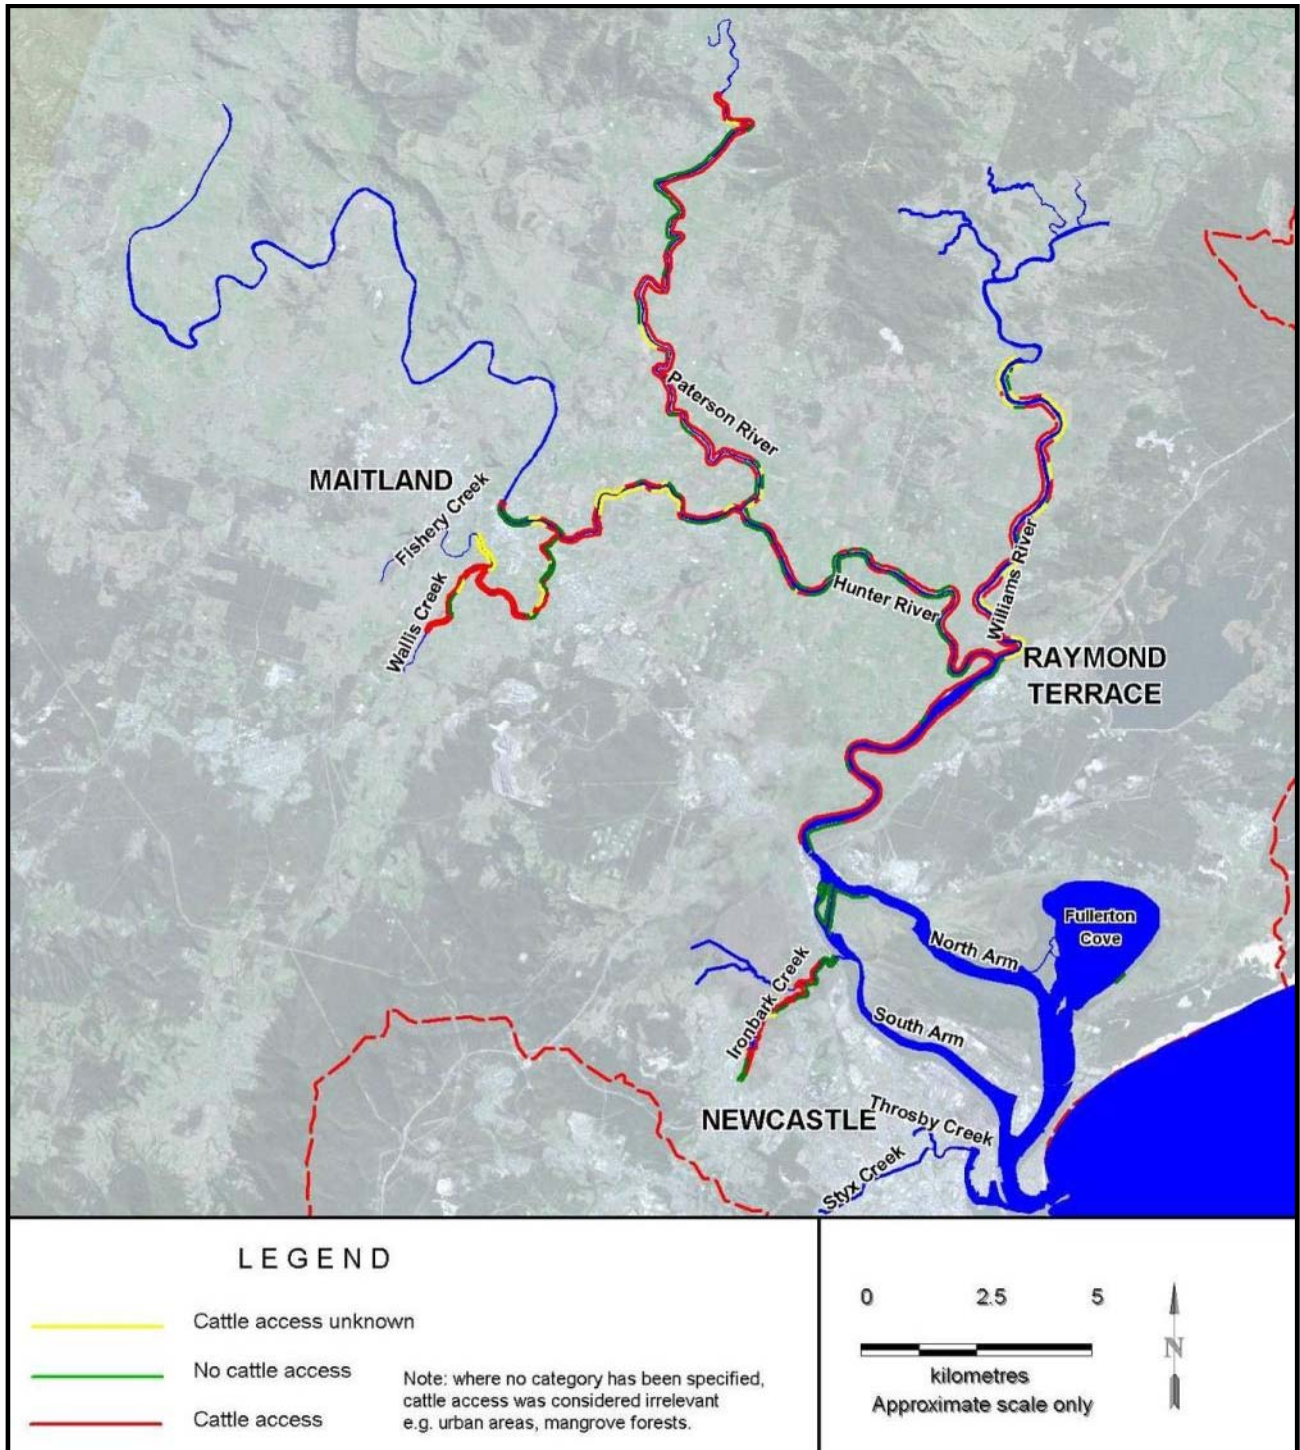 Paterson River
MAITLAND
Fishery Creek
Wallis Creek
Hunter River
Williams River
RAYMOND
TERRACE
Fullerton
Cove
North Arm
Ironbark Creek
South Arm
NEWCASTLE
Throsby Creek
Styx Creek
LEGEND
Cattle access unknown
No cattle access
Cattle access
Note: where no category has been specified,
cattle access was considered irrelevant
e.g. urban areas, mangrove forests.
0 2.5 5
kilometres
Approximate scale only
N